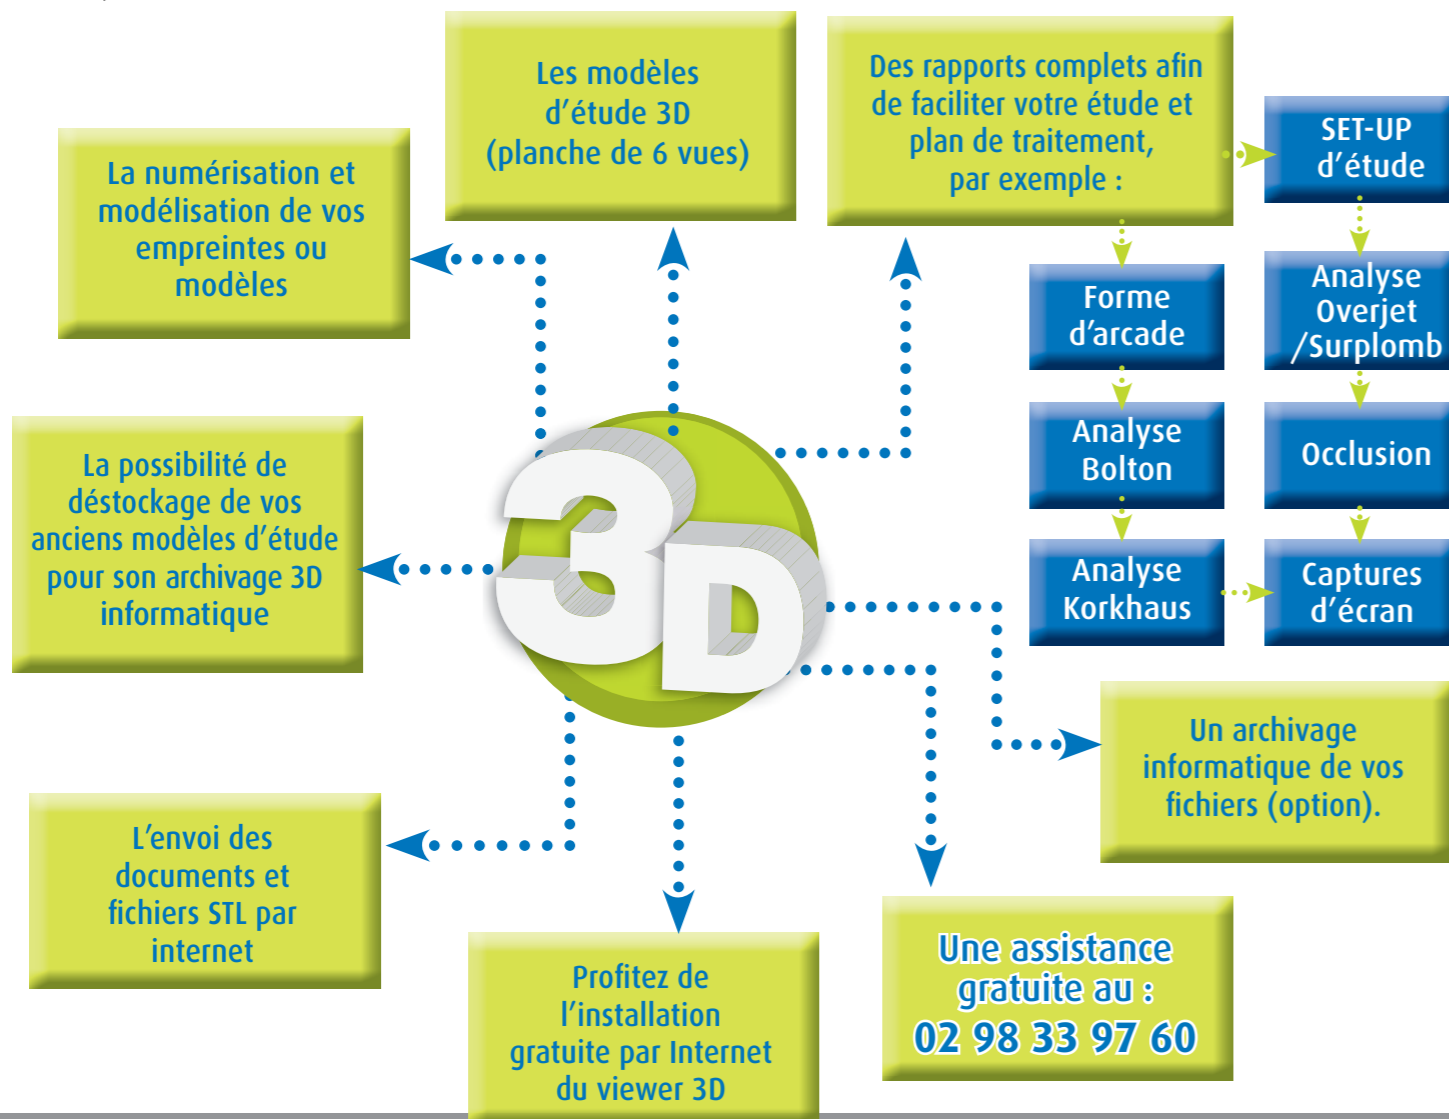 Les modèles
d'étude 3D
(planche de 6 vues)
Des rapports complets afin
de faciliter votre étude et
plan de traitement,
par exemple :
SET-UP
d'étude
La numérisation et
modélisation de vos
empreintes ou
modèles
Forme
d'arcade
Analyse
Overjet
/Surplomb
Analyse
Bolton
Occlusion
Analyse
Korkhaus
Captures
d'écran
La possibilité de
déstockage de vos
anciens modèles d'étude
pour son archivage 3D
informatique
3D
Un archivage
informatique de vos
fichiers (option).
L'envoi des
documents et
fichiers STL par
internet
Profitez de
l'installation
gratuite par Internet
du viewer 3D
Une assistance
gratuite au :
02 98 33 97 60